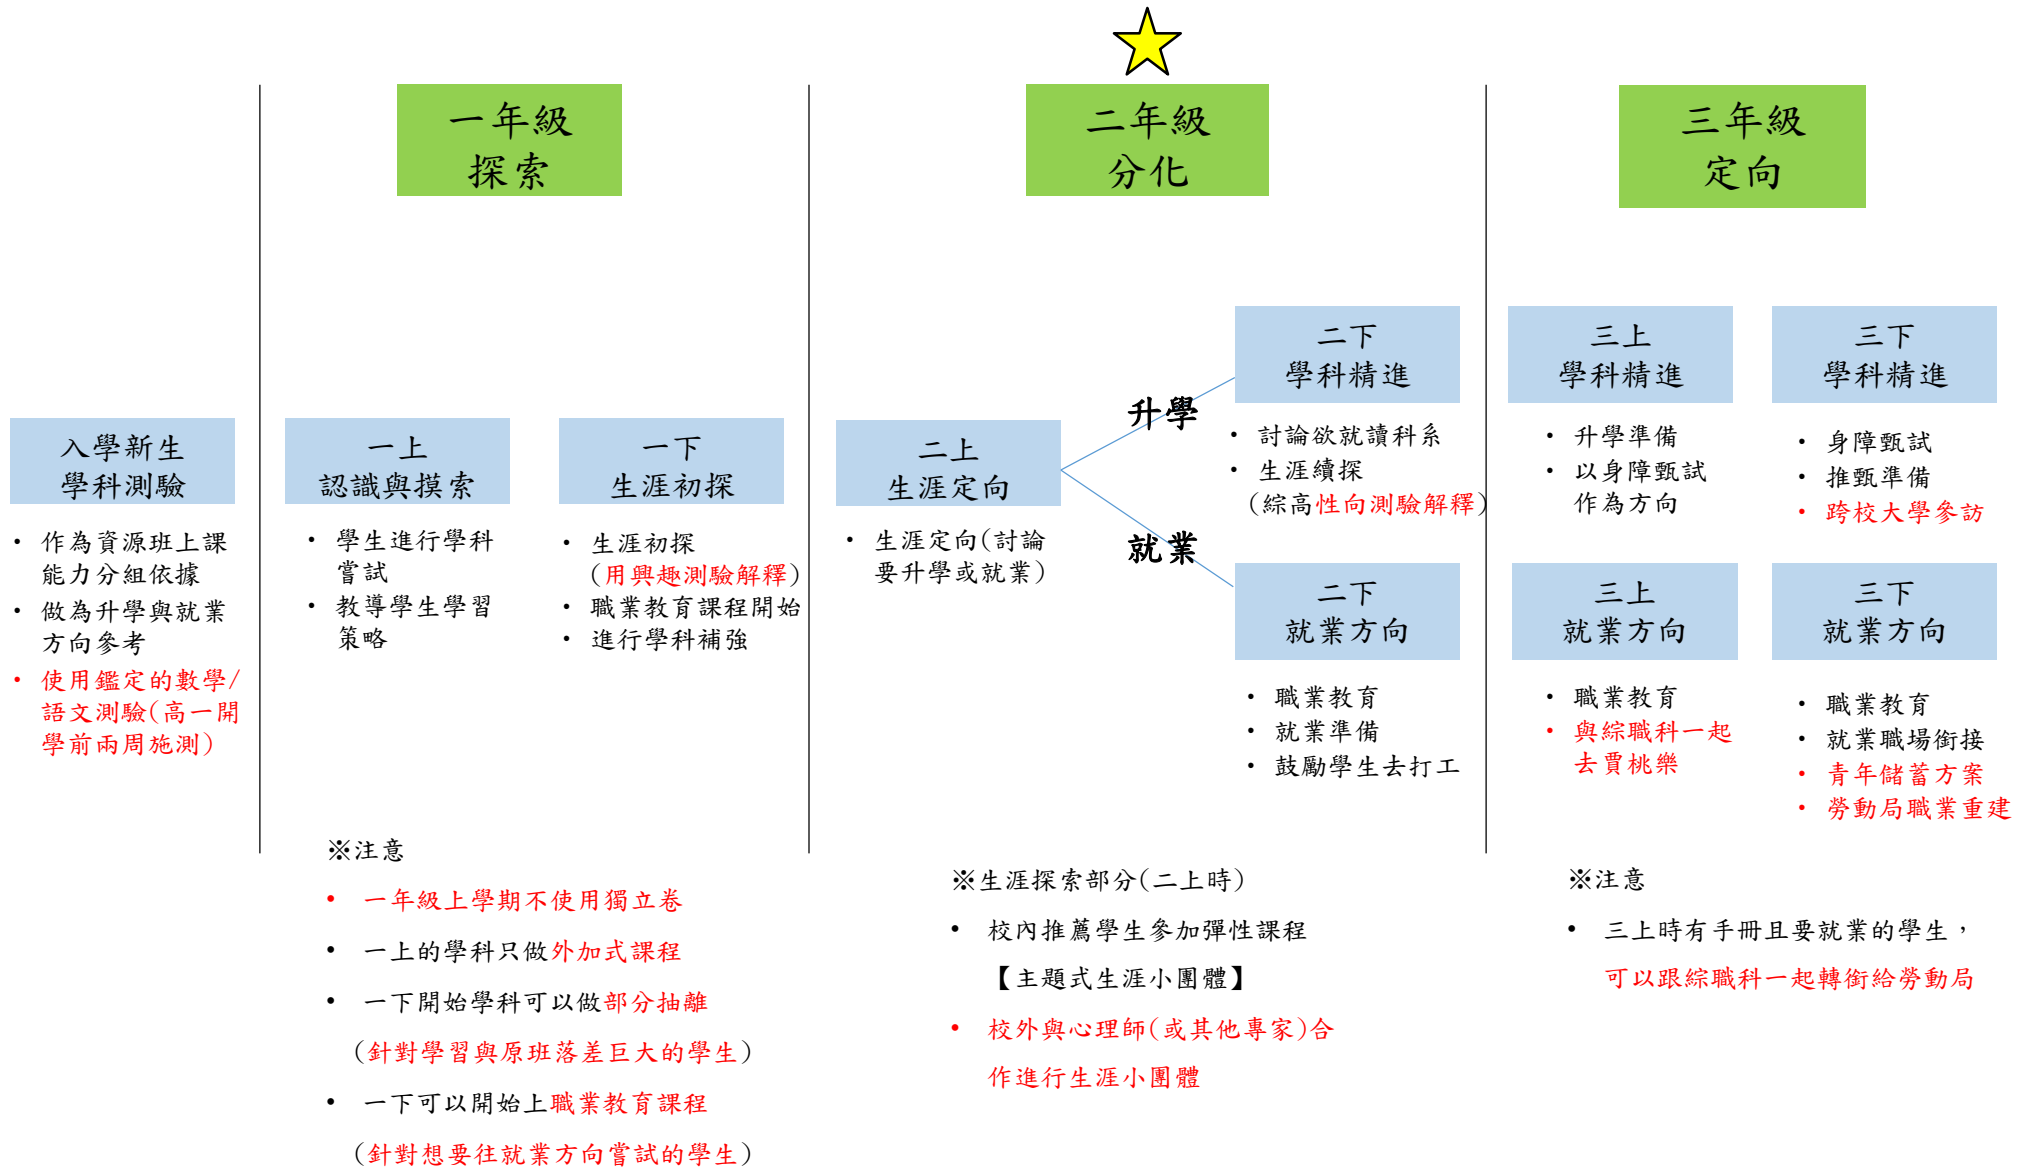 一年級
探索
二年級
分化
三年級
定向
入學新生
學科測驗
• 作為資源班上課
能力分組依據
• 做為升學與就業
方向參考
• 使用鑑定的數學/
語文測驗(高一開
學前兩周施測)
一上
認識與摸索
• 學生進行學科
嘗試
• 教導學生學習
策略
一下
生涯初探
• 生涯初探
(用興趣測驗解釋)
• 職業教育課程開始
• 進行學科補強
※注意
• 一年級上學期不使用獨立卷
• 一上的學科只做外加式課程
• 一下開始學科可以做部分抽離
(針對學習與原班落差巨大的學生)
• 一下可以開始上職業教育課程
(針對想要往就業方向嘗試的學生)
二上
生涯定向
• 生涯定向(討論
要升學或就業)
升學
就業
二下
學科精進
• 討論欲就讀科系
• 生涯續探
(綜高性向測驗解釋)
二下
就業方向
• 職業教育
• 就業準備
• 鼓勵學生去打工
※生涯探索部分(二上時)
• 校內推薦學生參加彈性課程
【主題式生涯小團體】
• 校外與心理師(或其他專家)合
作進行生涯小團體
三上
學科精進
• 升學準備
• 以身障甄試
作為方向
三下
學科精進
• 身障甄試
• 推甄準備
• 跨校大學參訪
三上
就業方向
• 職業教育
• 與綜職科一起
去賈桃樂
三下
就業方向
• 職業教育
• 就業職場銜接
• 青年儲蓄方案
• 勞動局職業重建
※注意
• 三上時有手冊且要就業的學生，
可以跟綜職科一起轉銜給勞動局